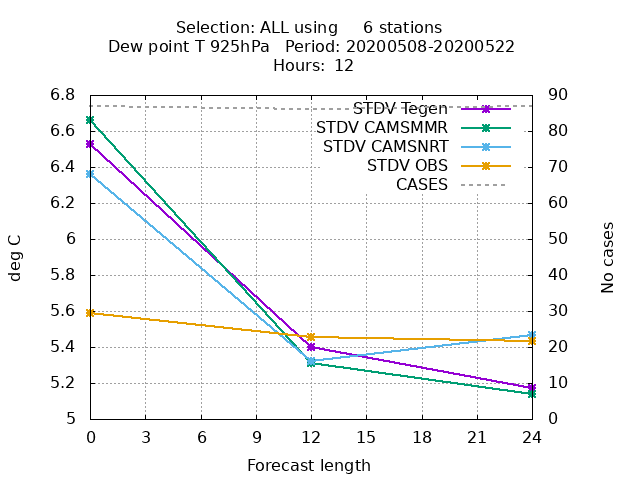 Selection: ALL using     6 stations
Dew point T 925hPa   Period: 20200508-20200522
Hours: 12
6.8
6.6
6.4
6.2
6
5.8
5.6
5.4
5.2
5
deg C
STDV Tegen
STDV CAMSMMR
STDV CAMSNRT
STDV OBS
CASES
90
80
70
60
50
40
30
20
10
0
No cases
0 3 6 9 12 15 18 21 24
Forecast length